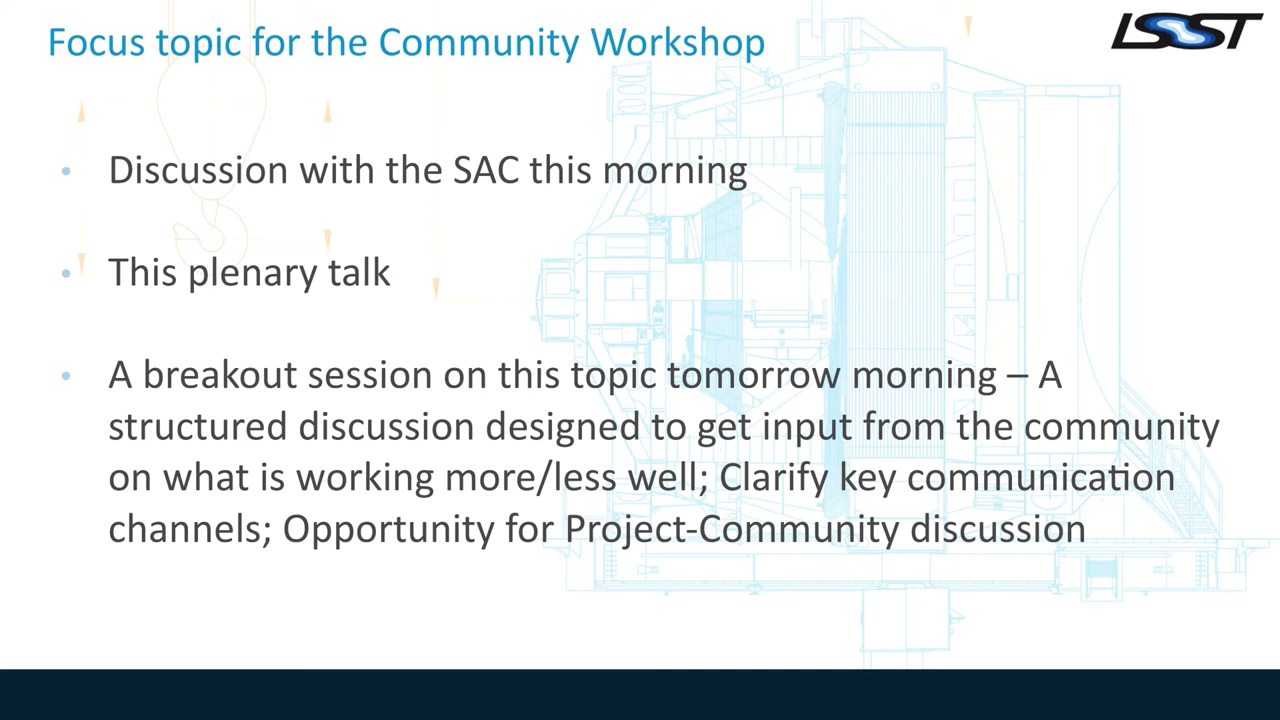 Focus topic for the Community Workshop
LSST
• Discussion with the SAC this morning
• This plenary talk
• A breakout session on this topic tomorrow morning – A
structured discussion designed to get input from the community
on what is working more/less well; Clarify key communication
channels; Opportunity for Project-Community discussion